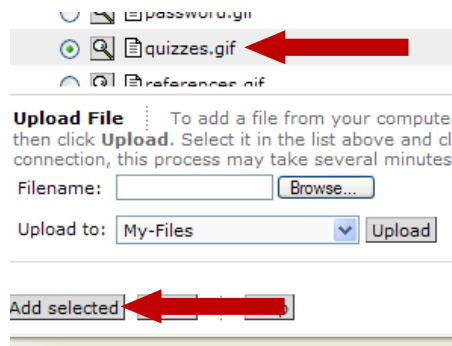 password.gif
quizzes.gif
references.gif
Upload File To add a file from your compute
then click Upload. Select it in the list above and cl
connection, this process may take several minutes
Filename: Browse...
Upload to: My-Files Upload
Add selected